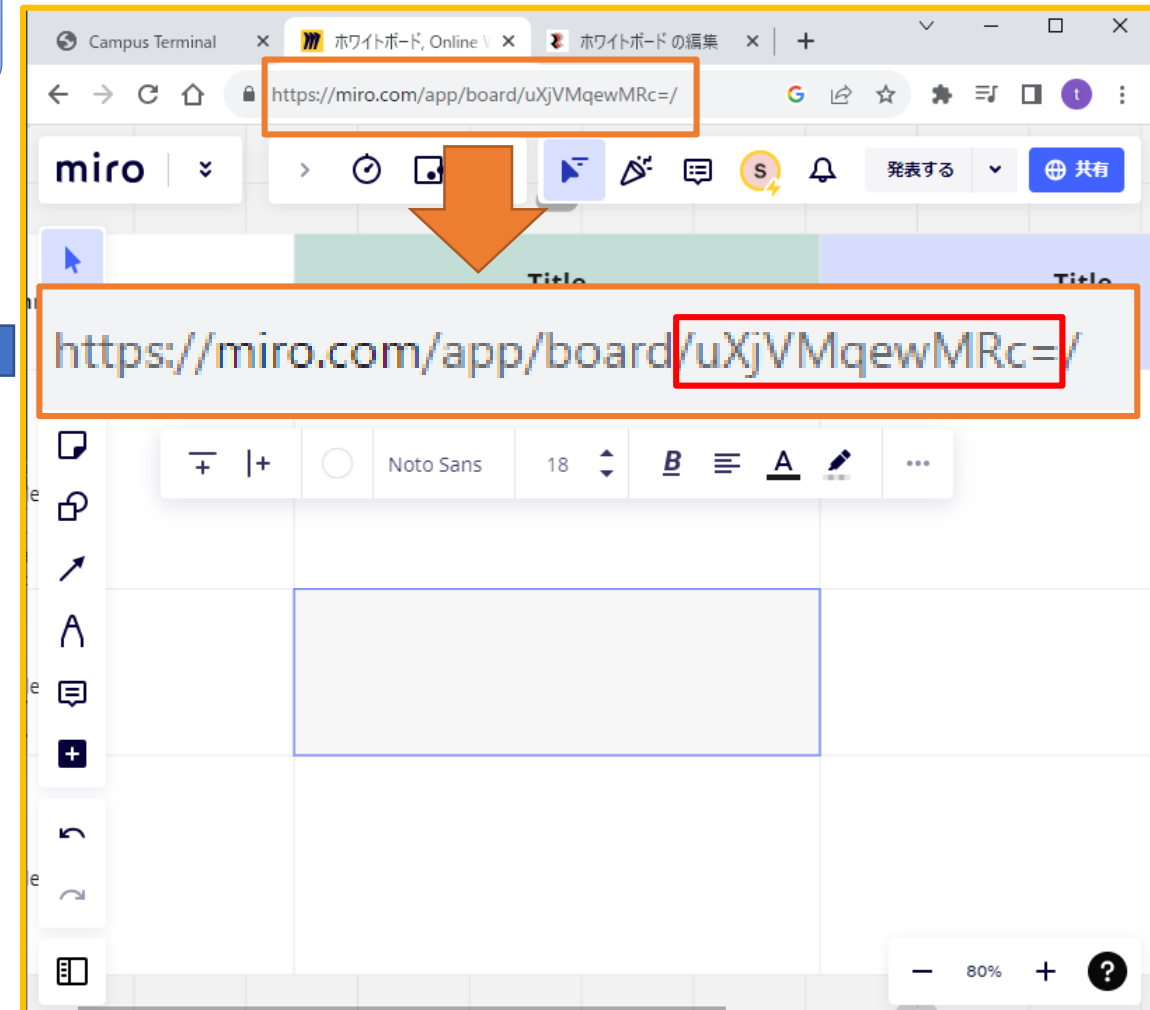 Campus Terminal
ホワイトボード, Online
ホワイトボード の編集
https://miro.com/app/board/uXjVMqewMRc=/
G
t
miro
S
発表する
共有
Title
Title
https://miro.com/app/board/uXjVMqewMRc=/
Noto Sans
18
B
A
80%
?